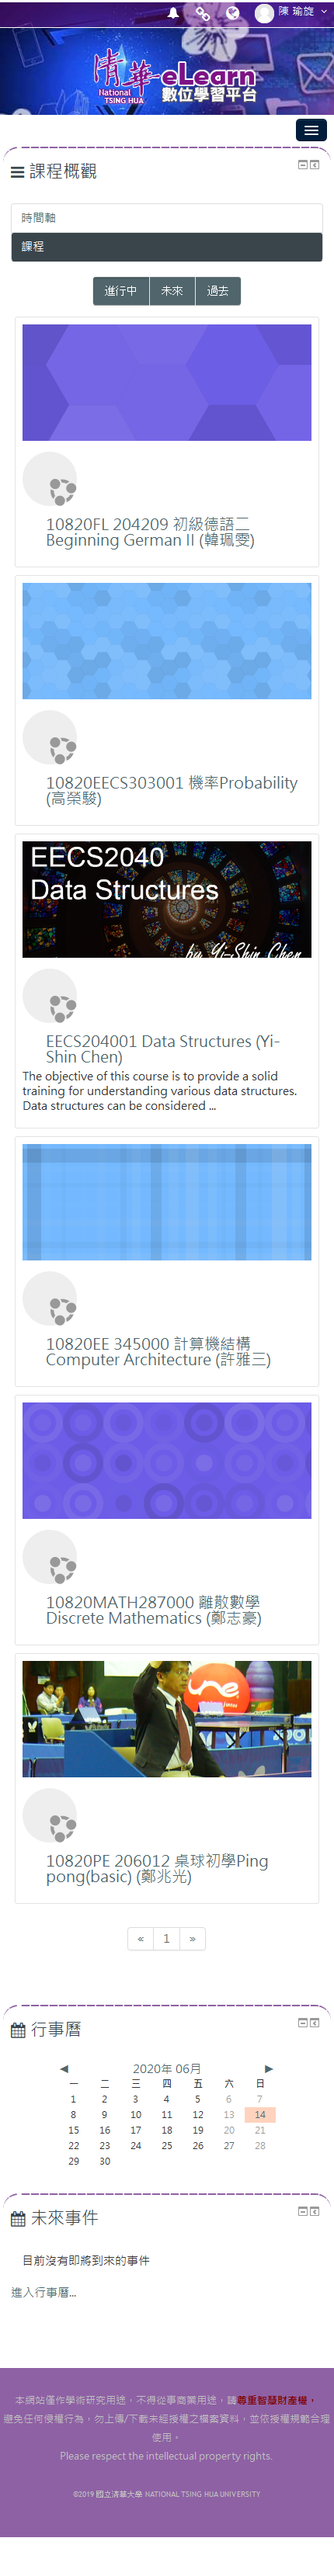 陳 瑜旋
清華 eLearn
National
TSING HUA 數位學習平台
課程概觀
時間軸
課程
進行中 未來 過去
10820FL 204209 初級德語二
Beginning German II (韓珮雯)
10820EECS303001 機率Probability
(高榮駿)
EECS2040
Data Structures
by Yi-Shin Chen
EECS204001 Data Structures (Yi-
Shin Chen)
The objective of this course is to provide a solid
training for understanding various data structures.
Data structures can be considered ...
10820EE 345000 計算機結構
Computer Architecture (許雅三)
10820MATH287000 離散數學
Discrete Mathematics (鄭志豪)
10820PE 206012 桌球初學Ping
pong(basic) (鄭兆光)
« 1 »
行事曆
◀ 2020年 06月 ▶
一 二 三 四 五 六 日
1 2 3 4 5 6 7
8 9 10 11 12 13 14
15 16 17 18 19 20 21
22 23 24 25 26 27 28
29 30
未來事件
目前沒有即將到來的事件
進入行事曆...
本網站僅作學術研究用途，不得從事商業用途，請尊重智慧財產權，
避免任何侵權行為，勿上傳/下載未經授權之檔案資料，並依授權規範合理
使用。
Please respect the intellectual property rights.
©2019 國立清華大學 NATIONAL TSING HUA UNIVERSITY